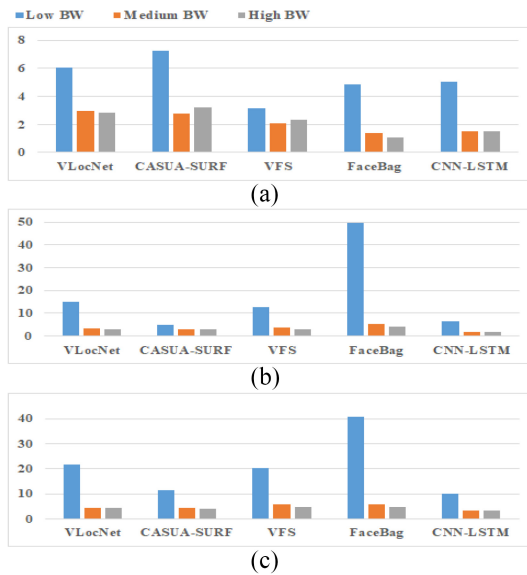 Low BW Medium BW High BW
8
6
4
2
0
VLocNet CASUA-SURF VFS FaceBag CNN-LSTM
(a)
50
40
30
20
10
0
VLocNet CASUA-SURF VFS FaceBag CNN-LSTM
(b)
40
30
20
10
0
VLocNet CASUA-SURF VFS FaceBag CNN-LSTM
(c)